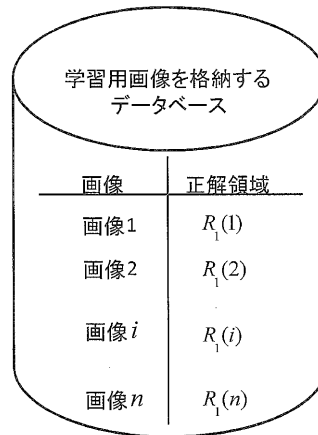 学習用画像を格納する
データベース
画像 正解領域
画像1 R₁(1)
画像2 R₁(2)
画像i R₁(i)
画像n R₁(n)